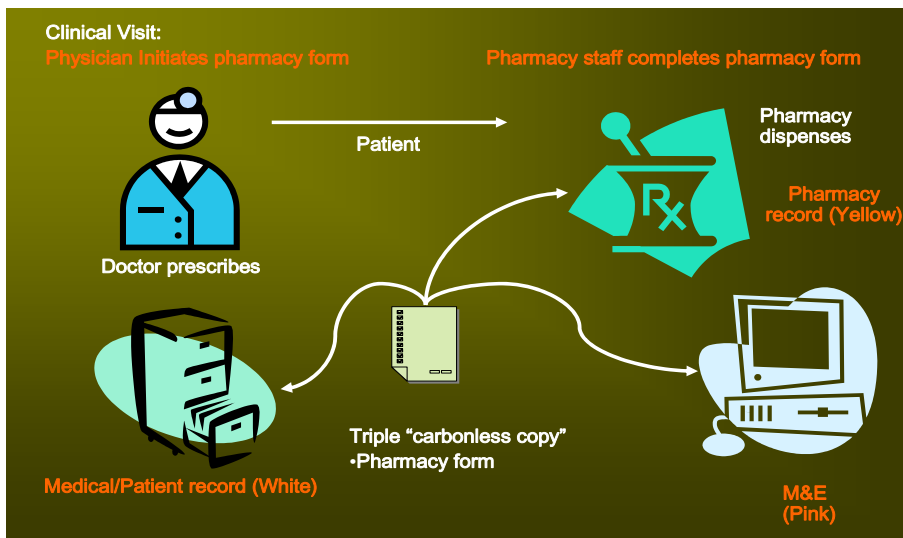 Clinical Visit:
Physician Initiates pharmacy form
Pharmacy staff completes pharmacy form
Patient
Pharmacy
dispenses
Rx
Pharmacy
record (Yellow)
Doctor prescribes
Triple “carbonless copy”
•Pharmacy form
Medical/Patient record (White)
M&E
(Pink)